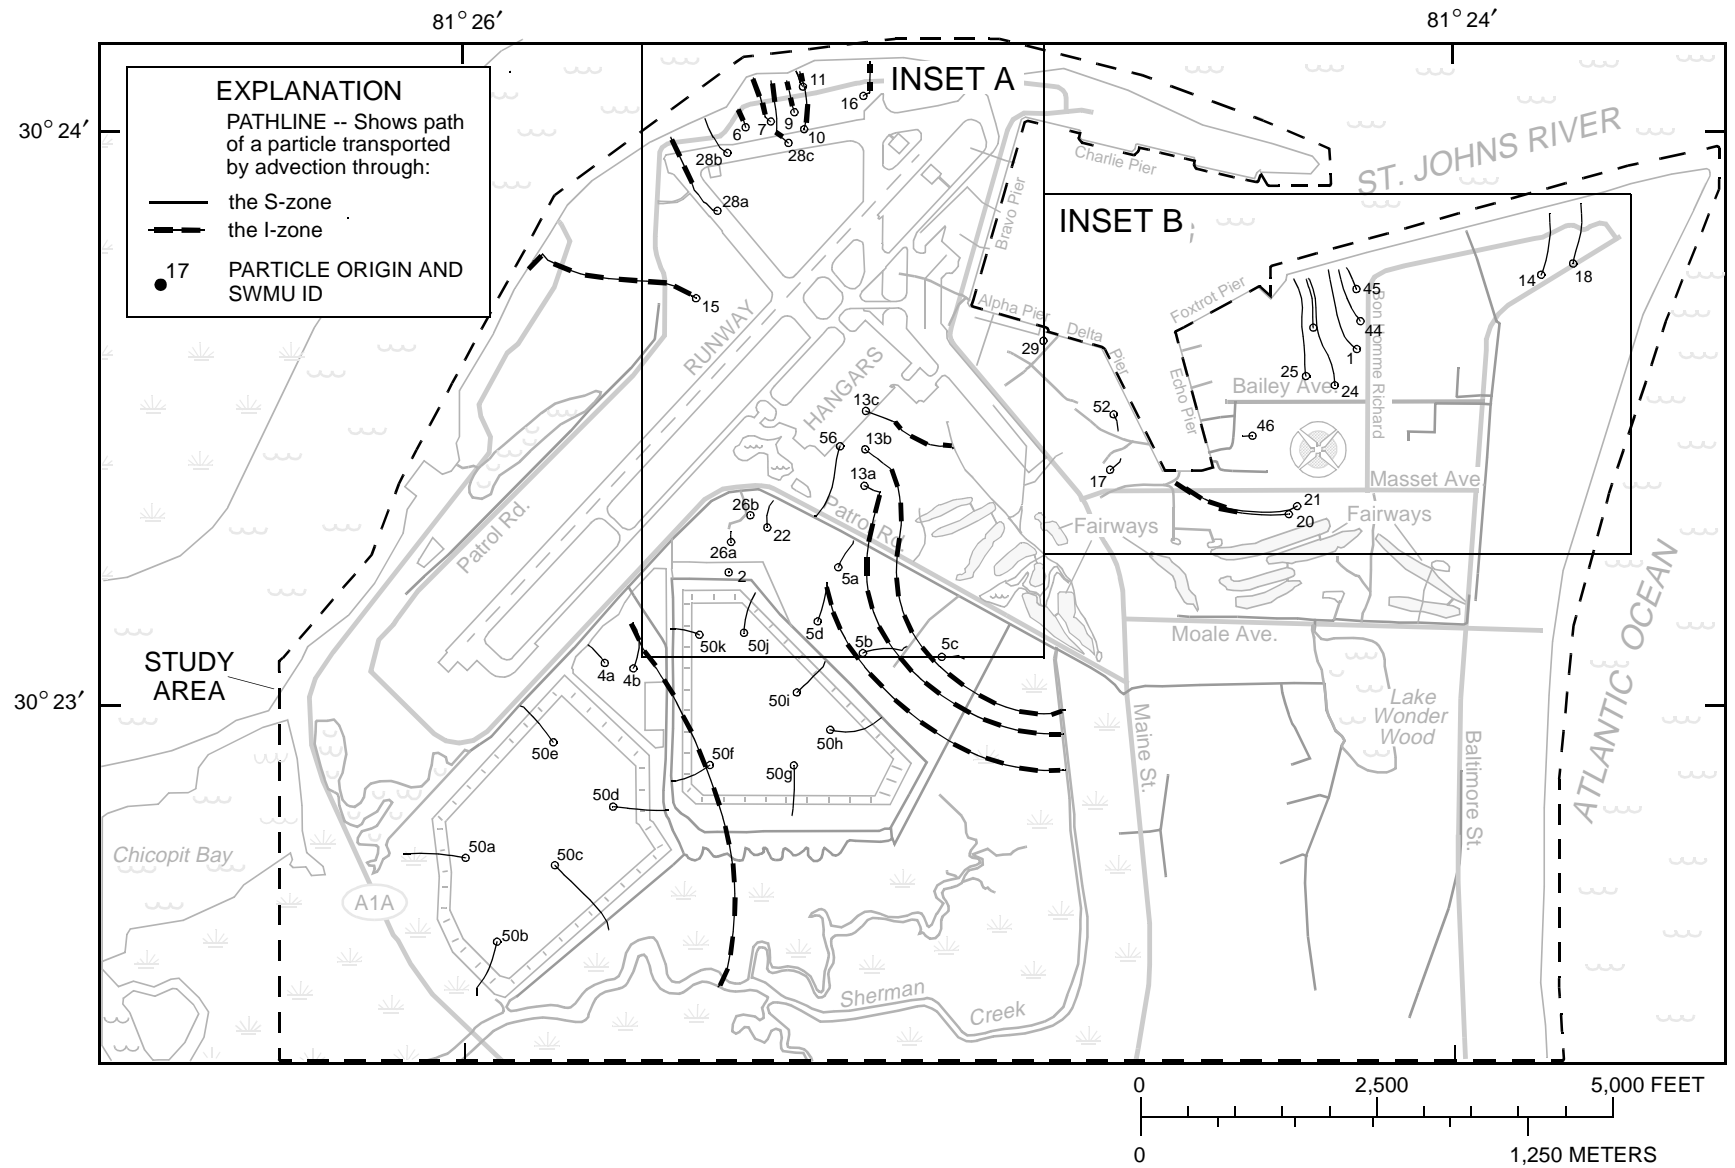 81° 26′
81° 24′
30° 24′
30° 23′
EXPLANATION
PATHLINE -- Shows path
of a particle transported
by advection through:
the S-zone
the I-zone
17
PARTICLE ORIGIN AND
SWMU ID
INSET A
INSET B
ST. JOHNS RIVER
Charlie Pier
Bravo Pier
Alpha Pier
Delta
Pier
Foxtrot Pier
Echo Pier
11
16
6
7
9
10
28b
28c
28a
15
RUNWAY
HANGARS
29
14
18
45
44
1
25
24
Bailey Ave.
Bon Homme Richard
52
46
17
Masset Ave
21
20
Fairways
Fairways
13c
56
13b
13a
26b
22
26a
2
Patrol Rd.
Patrol Rd.
5a
5d
5b
5c
50k
50j
4a
4b
50i
50h
50e
50f
50g
50d
50a
50c
50b
STUDY
AREA
Moale Ave.
Lake
Wonder
Wood
Maine St.
Baltimore St.
ATLANTIC OCEAN
Chicopit Bay
A1A
Sherman
Creek
0
2,500
5,000 FEET
0
1,250 METERS